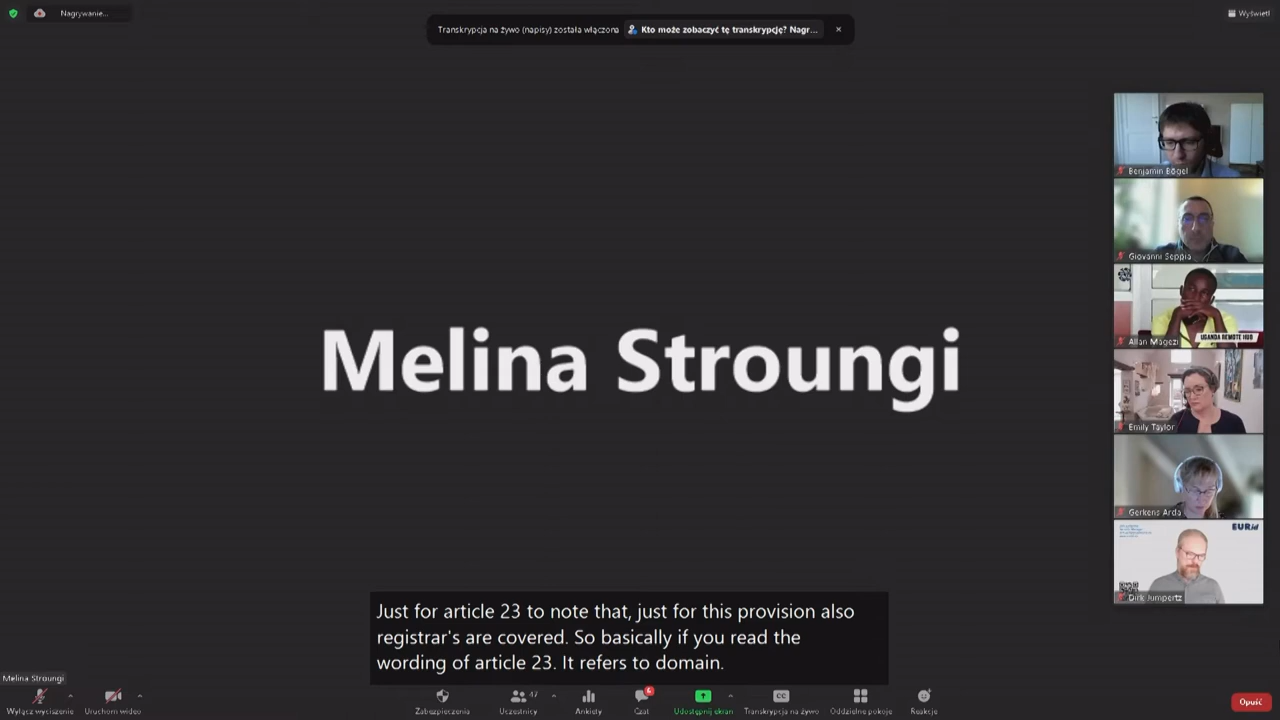 Nagrywanie...
Transkrypcja na żywo (napisy) została włączona
Kto może zobaczyć tę transkrypcję? Nagr...
Wyświetl
Benjamin Bögel
Giovanni Seppia
UGANDA REMOTE HUB
Allan Magezi
Emily Taylor
Gerkens Arda
EURid
Dirk Jumpertz
Melina Stroungi
Just for article 23 to note that, just for this provision also
registrar's are covered. So basically if you read the
wording of article 23. It refers to domain.
Melina Stroungi
Wyłącz wyciszenie
Uruchom wideo
Zabezpieczenia
47
Uczestnicy
Ankiety
6
Czat
Udostępnij ekran
CC
Transkrypcja na żywo
Oddzielne pokoje
Reakcje
Opuść